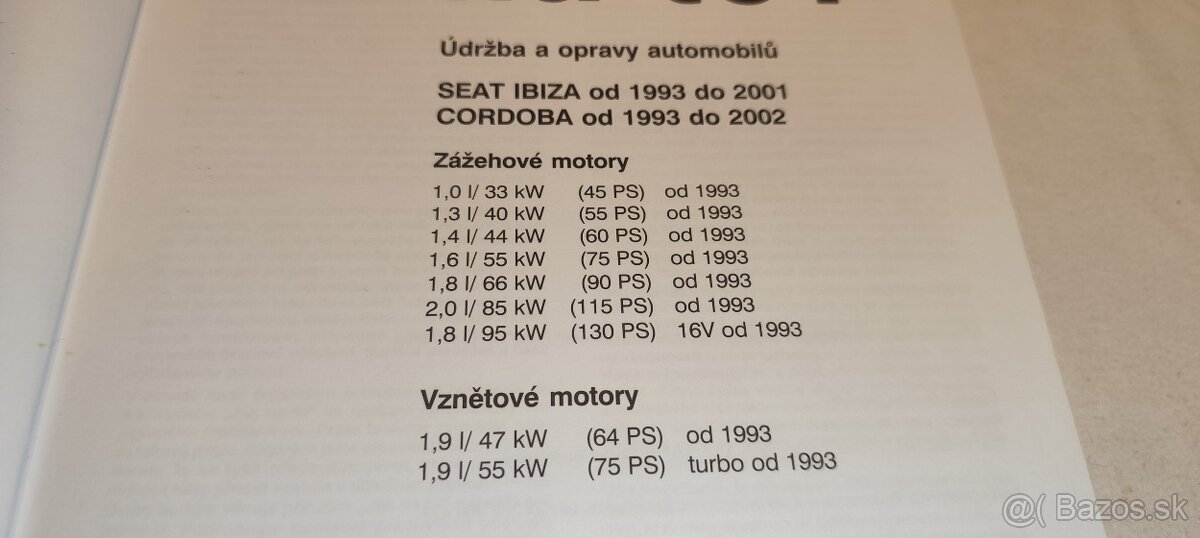 Údržba a opravy automobilů
SEAT IBIZA od 1993 do 2001
CORDOBA od 1993 do 2002
Zážehové motory
1,0 l/ 33 kW (45 PS) od 1993
1,3 l/ 40 kW (55 PS) od 1993
1,4 l/ 44 kW (60 PS) od 1993
1,6 l/ 55 kW (75 PS) od 1993
1,8 l/ 66 kW (90 PS) od 1993
2,0 l/ 85 kW (115 PS) od 1993
1,8 l/ 95 kW (130 PS) 16V od 1993
Vznětové motory
1,9 l/ 47 kW (64 PS) od 1993
1,9 l/ 55 kW (75 PS) turbo od 1993
@( Bazos.sk